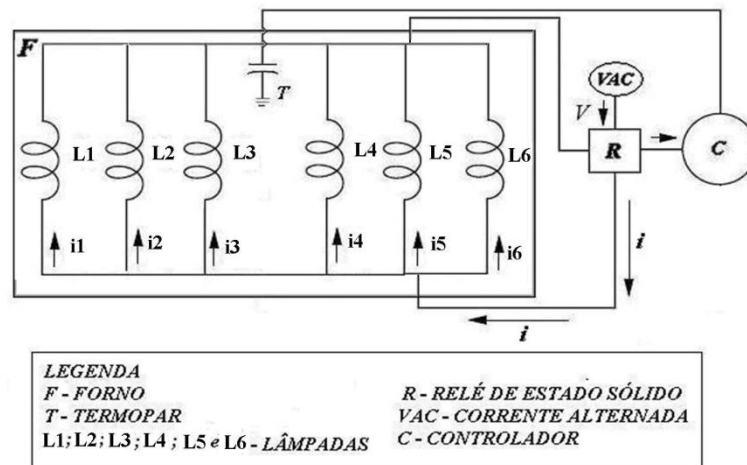 F
T
VAC
V
R
C
L1
L2
L3
L4
L5
L6
i1
i2
i3
i4
i5
i6
i
i
LEGENDA
F - FORNO
R - RELÉ DE ESTADO SÓLIDO
T - TERMOPAR
VAC - CORRENTE ALTERNADA
L1;L2;L3;L4; L5 e L6 - LÂMPADAS
C - CONTROLADOR